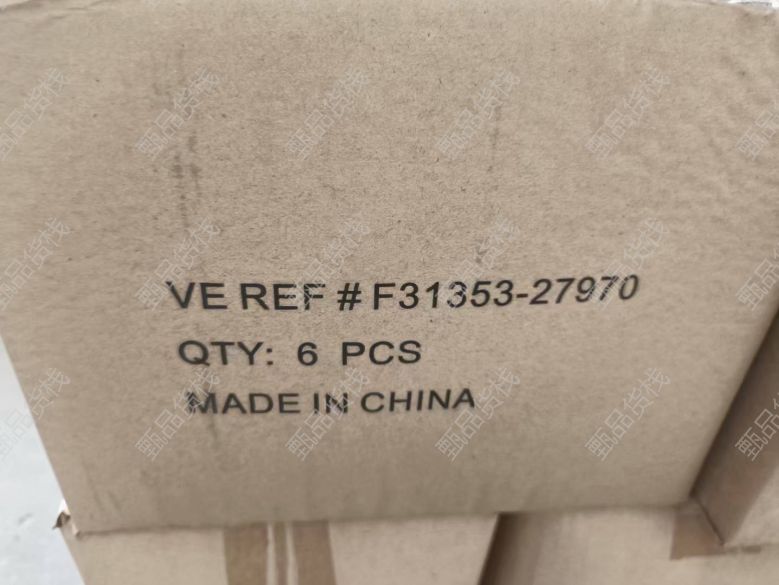 VE REF # F31353-27970
QTY: 6 PCS
MADE IN CHINA
甄品货栈